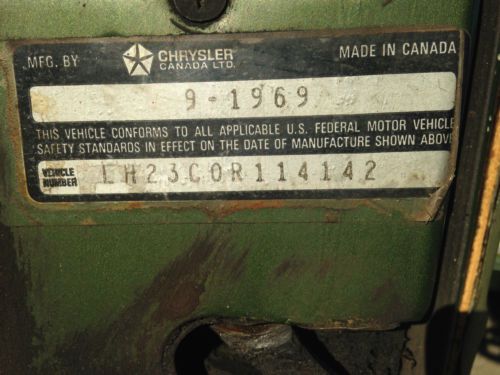 MFG. BY CHRYSLER MADE IN CANADA
CANADA LTD.
9-1969
THIS VEHICLE CONFORMS TO ALL APPLICABLE U.S. FEDERAL MOTOR VEHICLE
SAFETY STANDARDS IN EFFECT ON THE DATE OF MANUFACTURE SHOWN ABOVE
VEHICLE NUMBER LH23C0R114142